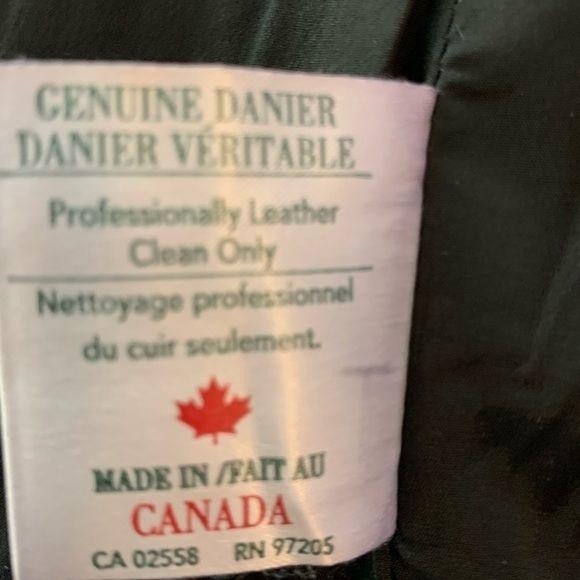 GENUINE DANIER
DANIER VÉRITABLE
Professionally Leather
Clean Only
Nettoyage professionnel
du cuir seulement.
MADE IN /FAIT AU
CANADA
CA 02558 RN 97205